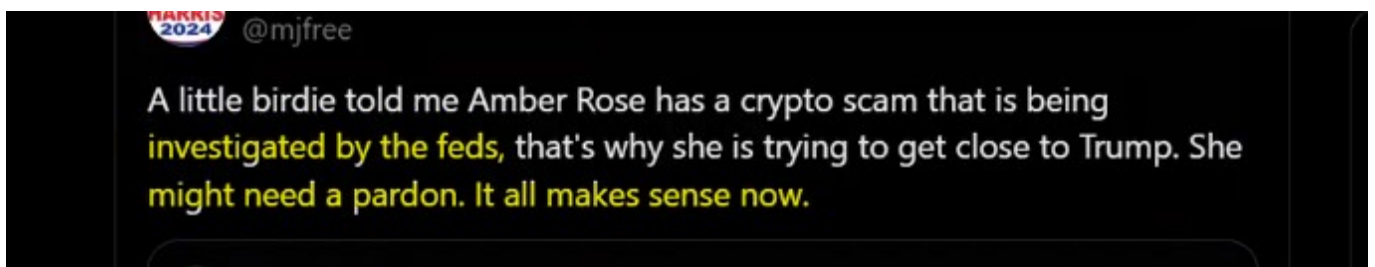 HARRIS
2024
@mjfree
A little birdie told me Amber Rose has a crypto scam that is being
investigated by the feds, that's why she is trying to get close to Trump. She
might need a pardon. It all makes sense now.